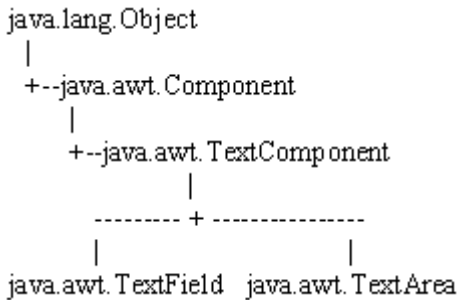 java.lang.Object
|
+--java.awt.Component
|
+--java.awt.TextComponent
|
--------- + ----------------
| |
java.awt.TextField java.awt.TextArea